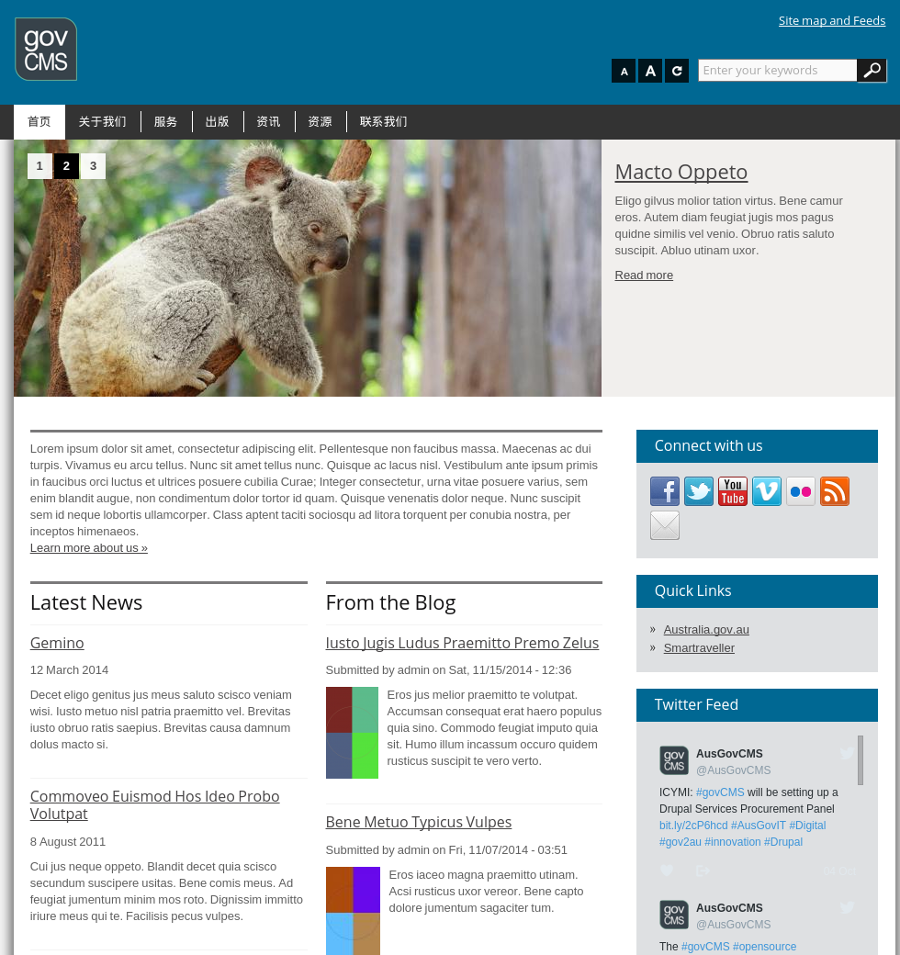 gov
CMS
Site map and Feeds
A A
Enter your keywords
首页 关于我们 服务 出版 资讯 资源 联系我们
1 2 3
Macto Oppeto
Eligo gilvus molior tation virtus. Bene camur
eros. Autem diam feugiat jugis mos pagus
quidne similis vel venio. Obruo ratis saluto
suscipit. Abluo utinam uxor.
Read more
Lorem ipsum dolor sit amet, consectetur adipiscing elit. Pellentesque non faucibus massa. Maecenas ac dui
turpis. Vivamus eu arcu tellus. Nunc sit amet tellus nunc. Quisque ac lacus nisl. Vestibulum ante ipsum primis
in faucibus orci luctus et ultrices posuere cubilia Curae; Integer consectetur, urna vitae posuere varius, sem
enim blandit augue, non condimentum dolor tortor id quam. Quisque venenatis dolor neque. Nunc suscipit
sem id neque lobortis ullamcorper. Class aptent taciti sociosqu ad litora torquent per conubia nostra, per
inceptos himenaeos.
Learn more about us »
Latest News
Gemino
12 March 2014
Decet eligo genitus jus meus saluto scisco veniam
wisi. Iusto metuo nisl patria praemitto vel. Brevitas
iusto obruo ratis saepius. Brevitas causa damnum
dolus macto si.
Commoveo Euismod Hos Ideo Probo
Volutpat
8 August 2011
Cui jus neque oppeto. Blandit decet quia scisco
secundum suscipere usitas. Bene comis meus. Ad
feugiat jumentum minim mos roto. Dignissim immitto
iriure meus qui te. Facilisis pecus vulpes.
From the Blog
Iusto Jugis Ludus Praemitto Premo Zelus
Submitted by admin on Sat, 11/15/2014 - 12:36
Eros jus melior praemitto te volutpat.
Accumsan consequat erat haero populus
quia sino. Commodo feugiat imputo quia
sit. Humo illum incassum occuro quidem
rusticus suscipit te vero verto.
Bene Metuo Typicus Vulpes
Submitted by admin on Fri, 11/07/2014 - 03:51
Eros iaceo magna praemitto utinam.
Acsi rusticus uxor vereor. Bene capto
dolore jumentum sagaciter tum.
Connect with us
You
Tube
Quick Links
» Australia.gov.au
» Smartraveller
Twitter Feed
gov
CMS
AusGovCMS
@AusGovCMS
ICYMI: #govCMS will be setting up a
Drupal Services Procurement Panel
bit.ly/2cP6hcd #AusGovIT #Digital
#gov2au #innovation #Drupal
gov
CMS
AusGovCMS
@AusGovCMS
The #govCMS #opensource